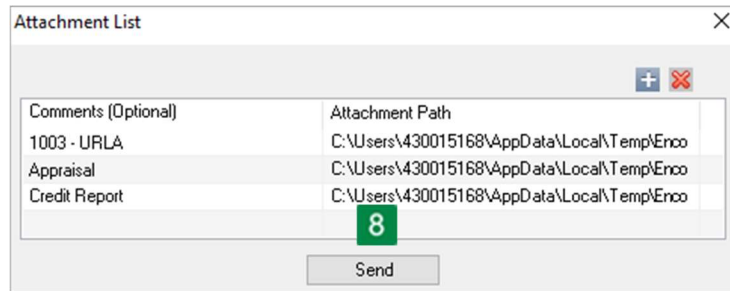 Attachment List
Comments (Optional) Attachment Path
1003 - URLA C:\Users\430015168\AppData\Local\Temp\Enco
Appraisal C:\Users\430015168\AppData\Local\Temp\Enco
Credit Report C:\Users\430015168\AppData\Local\Temp\Enco
8
Send